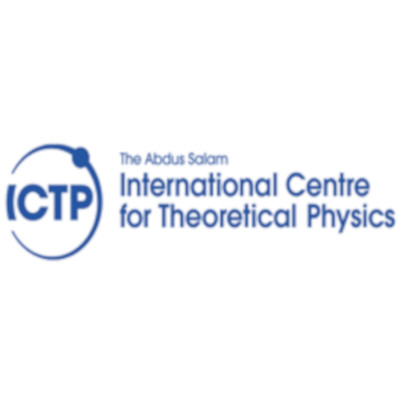 ICTP
The Abdus Salam
International Centre
for Theoretical Physics